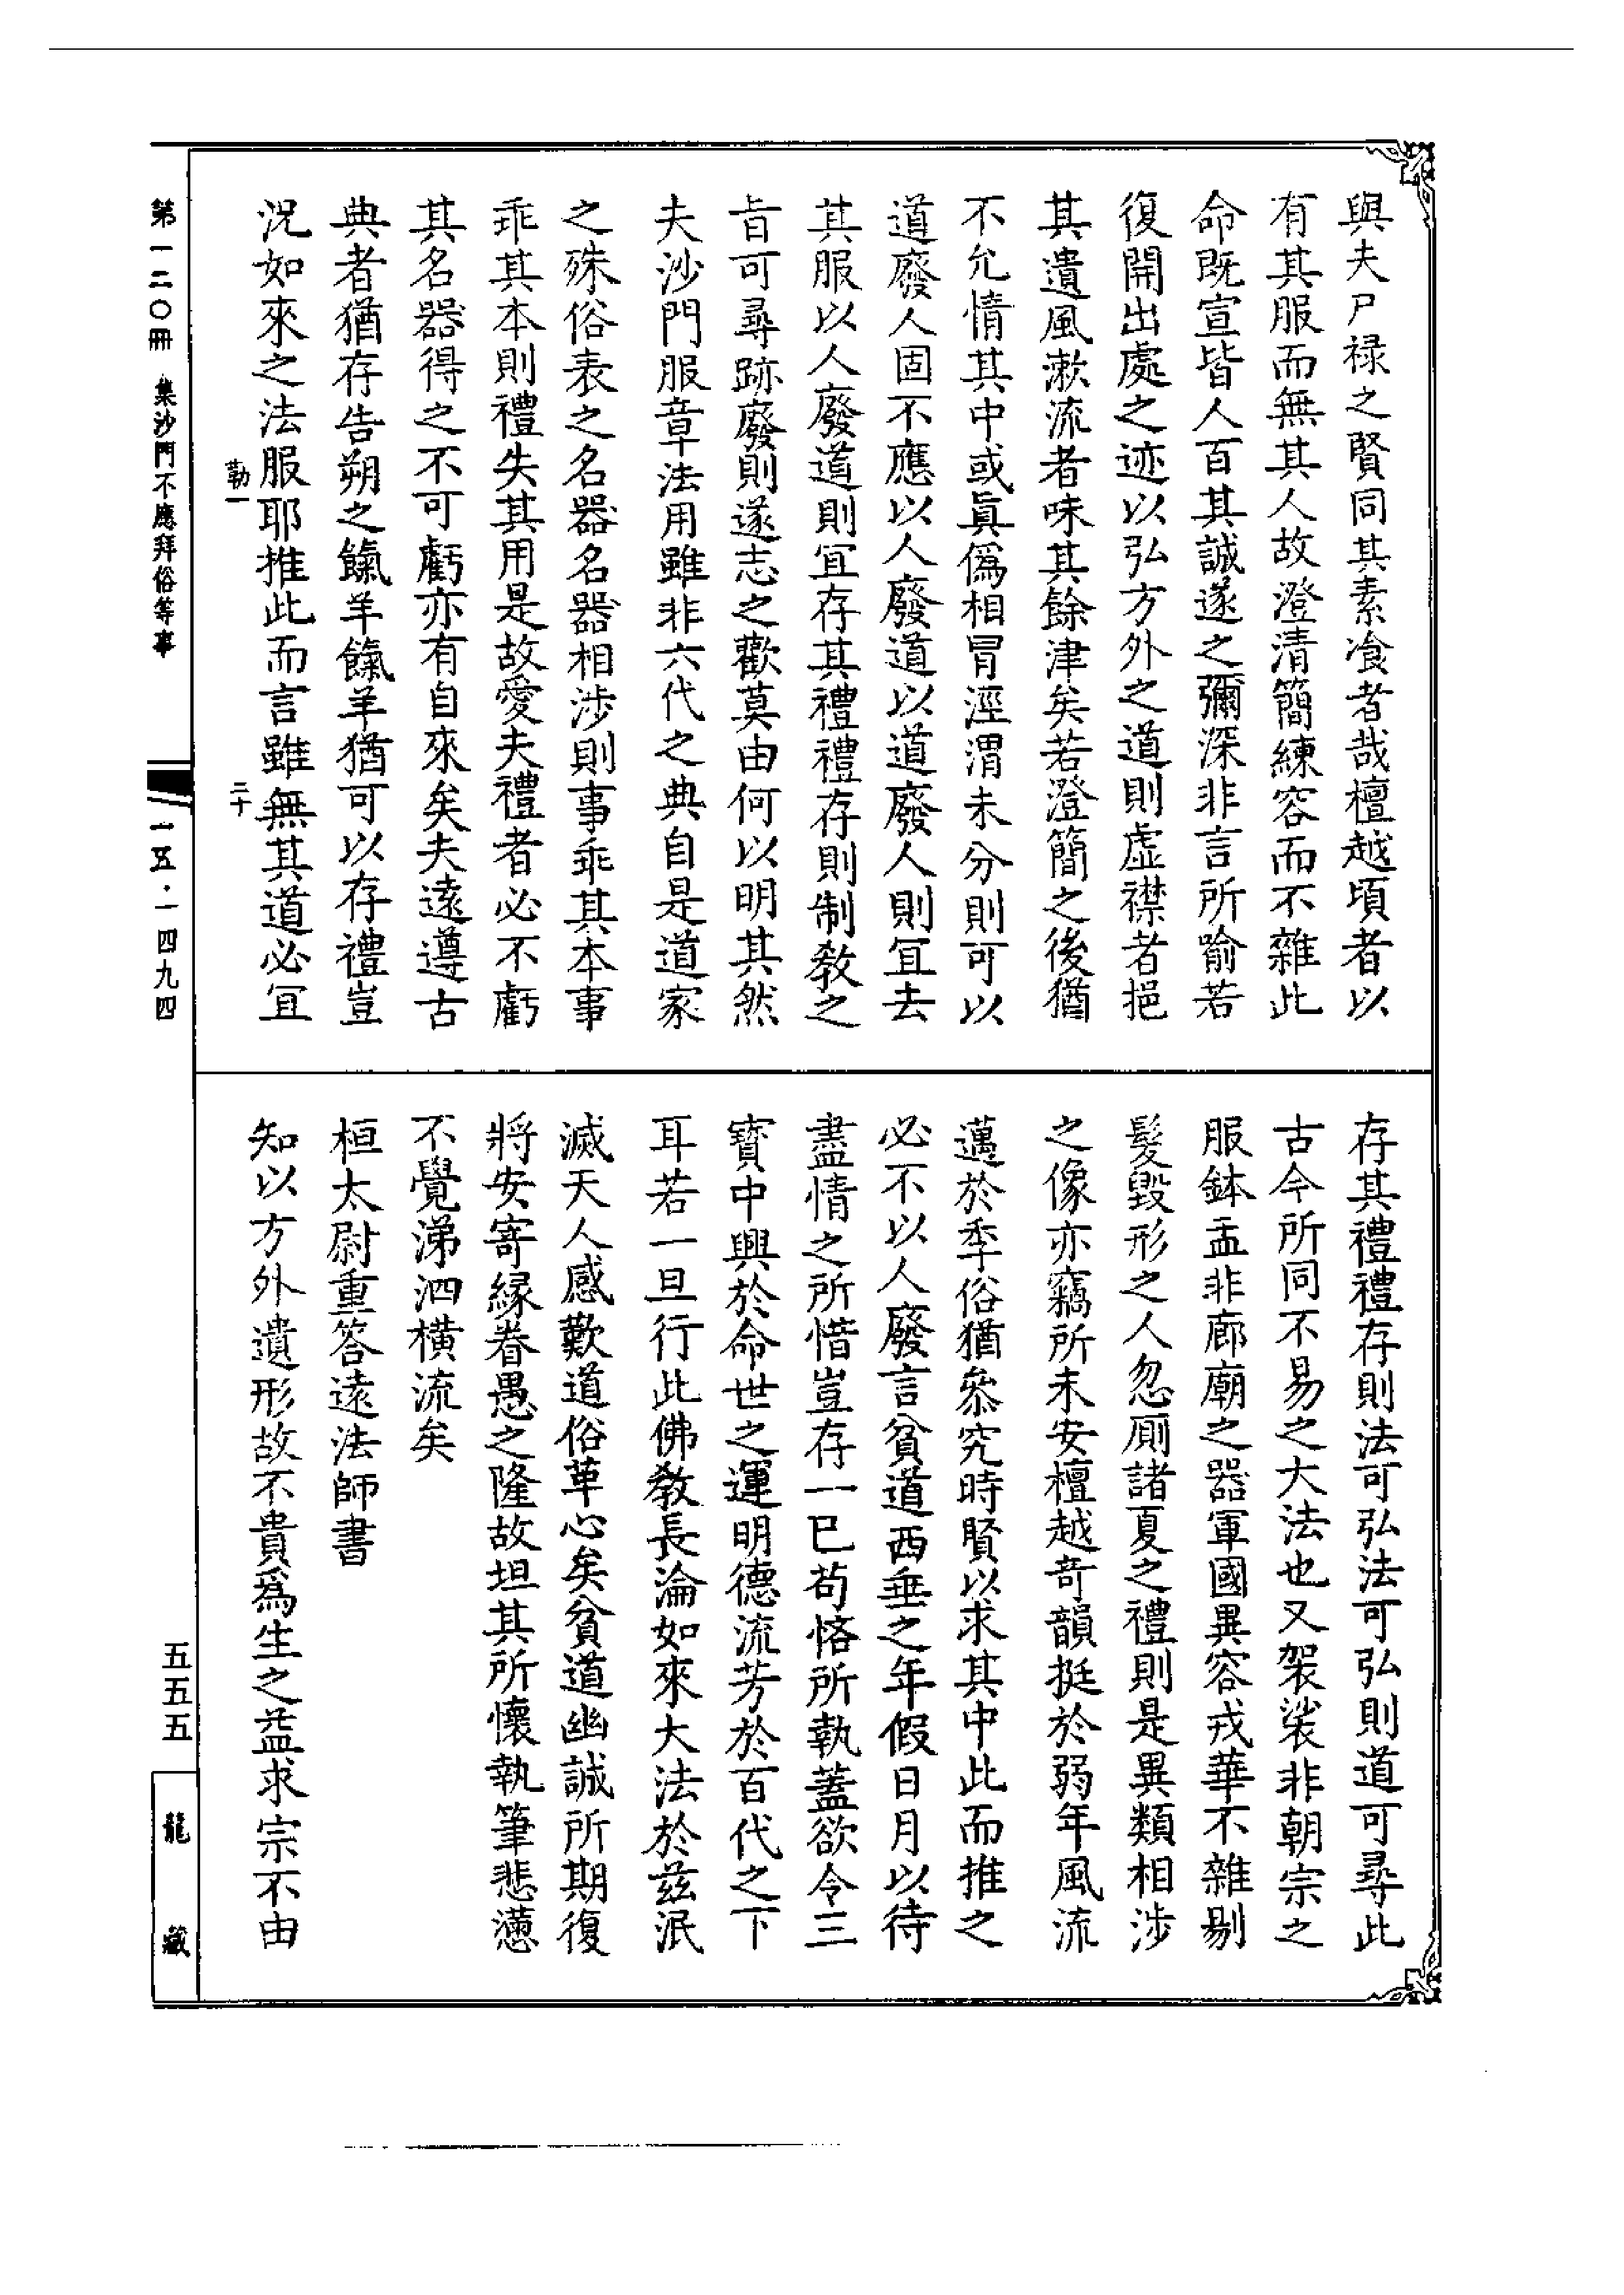 與夫尸祿之賢同其素飡者哉檀越頃者以
有其服而無其人故澄清簡練容而不雜此
命既宣皆人百其誠遂之彌深非言所喻若
復開出處之迹以弘方外之道則虛襟者挹
其遺風漱流者味其餘津矣若澄簡之後猶
不允情其中或眞僞相冒涇渭未分則可以
道廢人固不應以人廢道以道廢人則宜去
其服以人廢道則宜存其禮禮存則制敎之
旨可尋跡廢則遂志之歡莫由何以明其然
夫沙門服章法用雖非六代之典自是道家
之殊俗表之名器名器相涉則事乖其本事
乖其本則禮失其用是故愛夫禮者必不虧
其名器得之不可虧亦有自來矣夫遠遵古
典者猶存告朔之餼羊餼羊猶可以存禮豈
況如來之法服耶推此而言雖無其道必宜
勒一 三十
存其禮禮存則法可弘法可弘則道可尋此
古今所同不易之大法也又袈裟非朝宗之
服鉢盂非廊廟之器軍國異容戎華不雜剔
髮毀形之人忽廁諸夏之禮則是異類相涉
之像亦竊所未安檀越奇韻挺於弱年風流
邁於季俗猶叅究時賢以求其中此而推之
必不以人廢言貧道西垂之年假日月以待
盡情之所惜豈存一已苟悋所執蓋欲令三
寶中興於命世之運明德流芳於百代之下
耳若一旦行此佛敎長淪如來大法於兹泯
滅天人感歎道俗革心矣貧道幽誠所期復
將安寄緣眷愚之隆故坦其所懷執筆悲懣
不覺涕泗橫流矣
桓太尉重答遠法師書
知以方外遺形故不貴爲生之益求宗不由
第一二〇冊 集沙門不應拜俗等事
一五·一四九四
五五五
龍藏